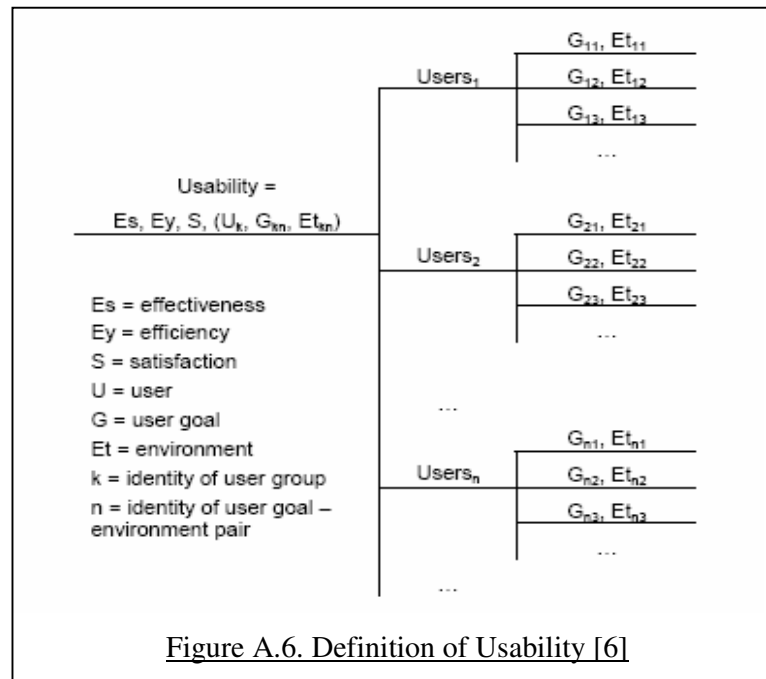 G₁₁, Et₁₁
Users₁
G₁₂, Et₁₂
G₁₃, Et₁₃
...
Usability =
Es, Ey, S, (Uₖ, Gₖₙ, Etₖₙ)
G₂₁, Et₂₁
Users₂
G₂₂, Et₂₂
G₂₃, Et₂₃
...
Es = effectiveness
Ey = efficiency
S = satisfaction
U = user
G = user goal
Et = environment
k = identity of user group
n = identity of user goal –
environment pair
...
Gₙ₁, Etₙ₁
Usersₙ
Gₙ₂, Etₙ₂
Gₙ₃, Etₙ₃
...
...
Figure A.6. Definition of Usability [6]